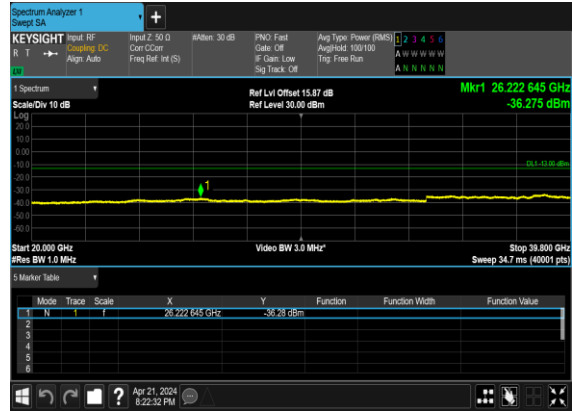 Spectrum Analyzer 1
Swept SA
+
KEYSIGHT
R T
Input: RF
Coupling: DC
Align: Auto
Input Z: 50 Ω
Corr CCorr
Freq Ref: Int (S)
#Atten: 30 dB
PNO: Fast
Gate: Off
IF Gain: Low
Sig Track: Off
Avg Type: Power (RMS)
Avg|Hold: 100/100
Trig: Free Run
1 2 3 4 5 6
A W W W W W
A N N N N N
1 Spectrum
Scale/Div 10 dB
Ref Lvl Offset 15.87 dB
Ref Level 30.00 dBm
Mkr1 26.222 645 GHz
-36.275 dBm
Log
20.0
10.0
0.00
-10.0
-20.0
-30.0
-40.0
-50.0
-60.0
DL1 -13.00 dBm
1
Start 20.000 GHz
#Res BW 1.0 MHz
Video BW 3.0 MHz*
Stop 39.800 GHz
Sweep 34.7 ms (40001 pts)
5 Marker Table
Mode Trace Scale X Y Function Function Width Function Value
1 N 1 f 26.222 645 GHz -36.28 dBm
2
3
4
5
6
?
Apr 21, 2024
8:22:32 PM